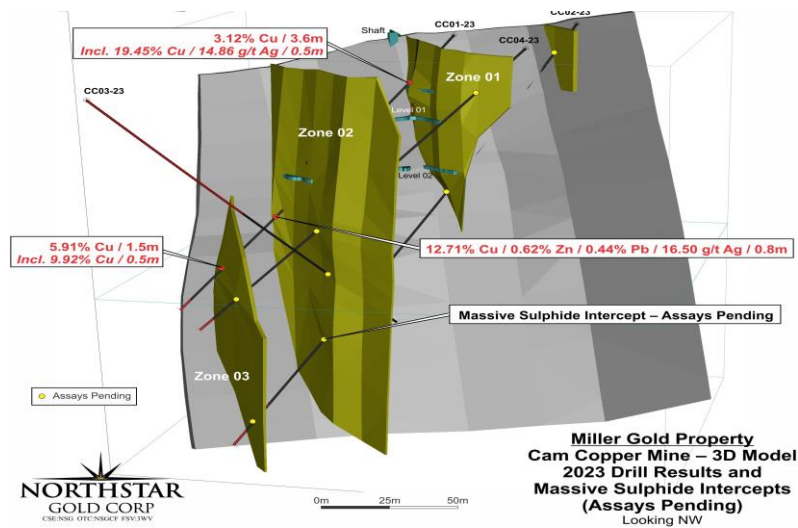 3.12% Cu / 3.6m
Incl. 19.45% Cu / 14.86 g/t Ag / 0.5m
Shaft
CC01-23
CC02-23
CC04-23
CC03-23
Zone 01
Zone 02
Level 01
Level 02
5.91% Cu / 1.5m
Incl. 9.92% Cu / 0.5m
12.71% Cu / 0.62% Zn / 0.44% Pb / 16.50 g/t Ag / 0.8m
Massive Sulphide Intercept – Assays Pending
Zone 03
Assays Pending
NORTHSTAR
GOLD CORP
CSE:NSG OTC:NSGCF FSV:3WV
0m 25m 50m
Miller Gold Property
Cam Copper Mine – 3D Model
2023 Drill Results and
Massive Sulphide Intercepts
(Assays Pending)
Looking NW